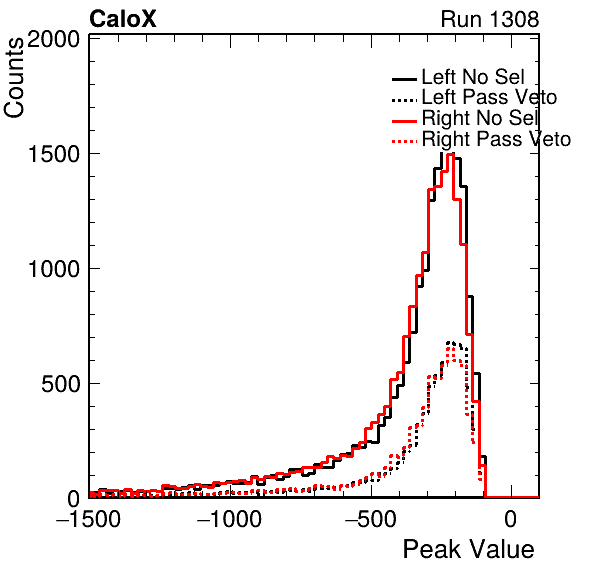 CaloX Run 1308
Counts
2000
1500
1000
500
0
Left No Sel
Left Pass Veto
Right No Sel
Right Pass Veto
−1500 −1000 −500 0
Peak Value